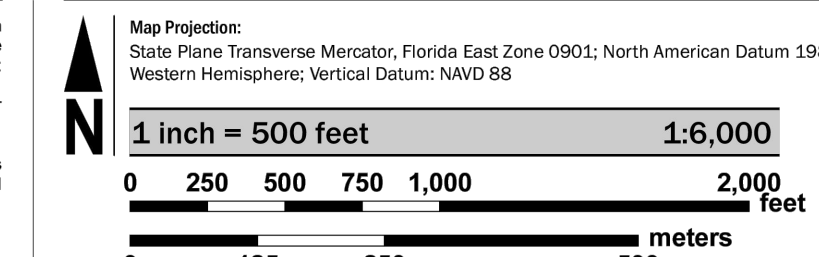 Map Projection:
State Plane Transverse Mercator, Florida East Zone 0901; North American Datum
Western Hemisphere; Vertical Datum: NAVD 88
N
1 inch = 500 feet 1:6,000
0 250 500 750 1,000 2,000
feet
meters